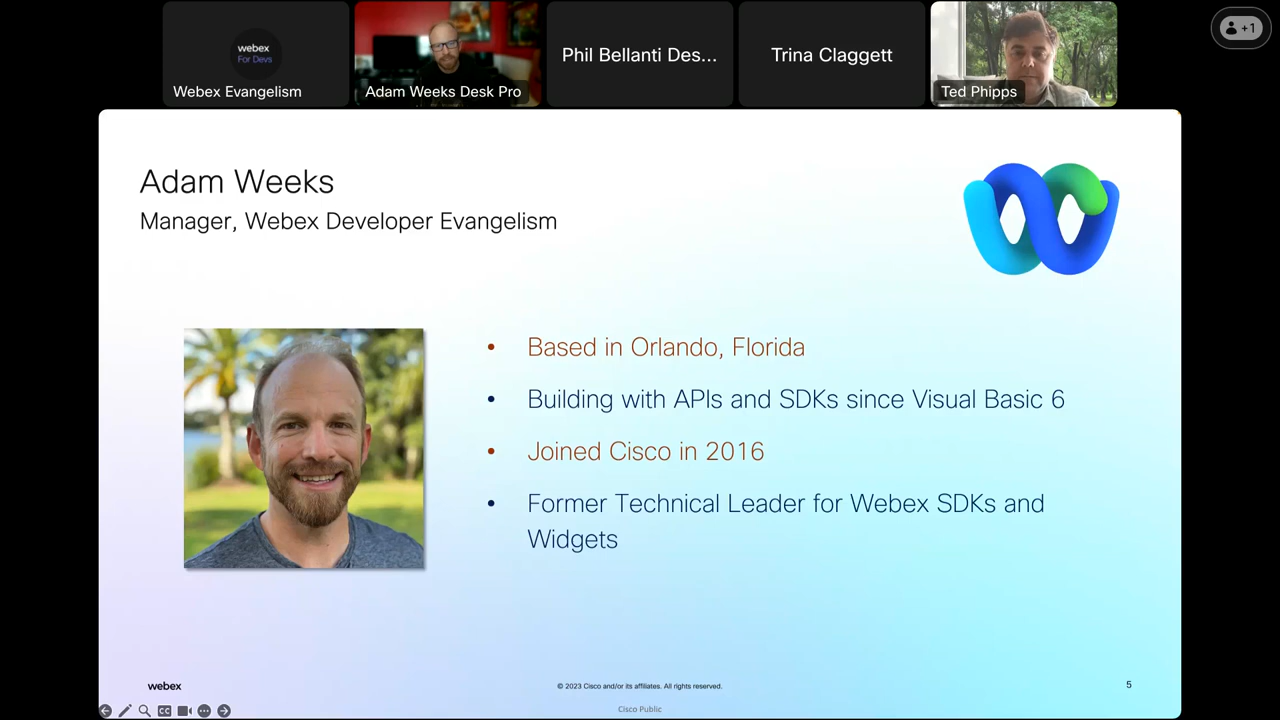 webex
For Devs
Webex Evangelism
Adam Weeks Desk Pro
Phil Bellanti Des...
Trina Claggett
Ted Phipps
+1
Adam Weeks
Manager, Webex Developer Evangelism
• Based in Orlando, Florida
• Building with APIs and SDKs since Visual Basic 6
• Joined Cisco in 2016
• Former Technical Leader for Webex SDKs and
Widgets
webex
© 2023 Cisco and/or its affiliates. All rights reserved.
5
CC
Cisco Public